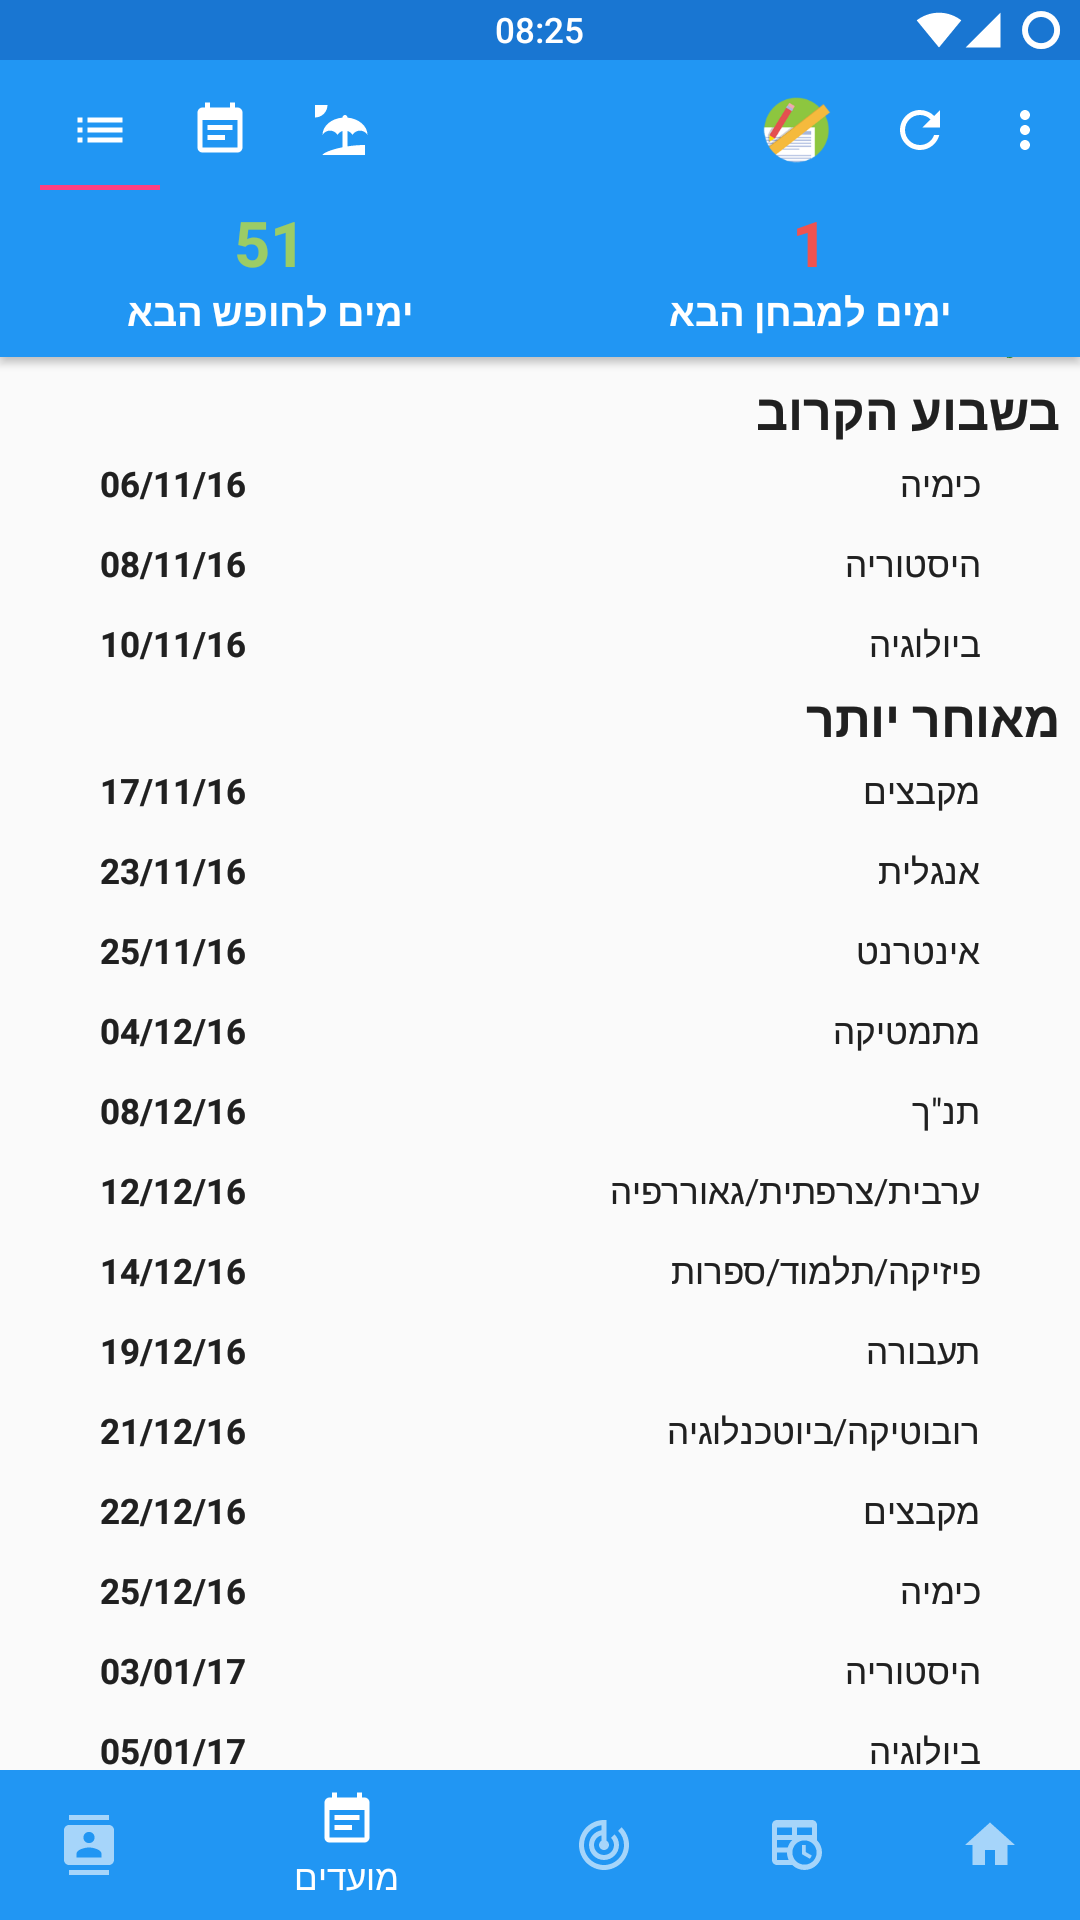 08:25
1
ימים למבחן הבא
51
ימים לחופש הבא
בשבוע הקרוב
כימיה 06/11/16
היסטוריה 08/11/16
ביולוגיה 10/11/16
מאוחר יותר
מקבצים 17/11/16
אנגלית 23/11/16
אינטרנט 25/11/16
מתמטיקה 04/12/16
תנ"ך 08/12/16
ערבית/צרפתית/גאוררפיה 12/12/16
פיזיקה/תלמוד/ספרות 14/12/16
תעבורה 19/12/16
רובוטיקה/ביוטכנלוגיה 21/12/16
מקבצים 22/12/16
כימיה 25/12/16
היסטוריה 03/01/17
ביולוגיה 05/01/17
מועדים